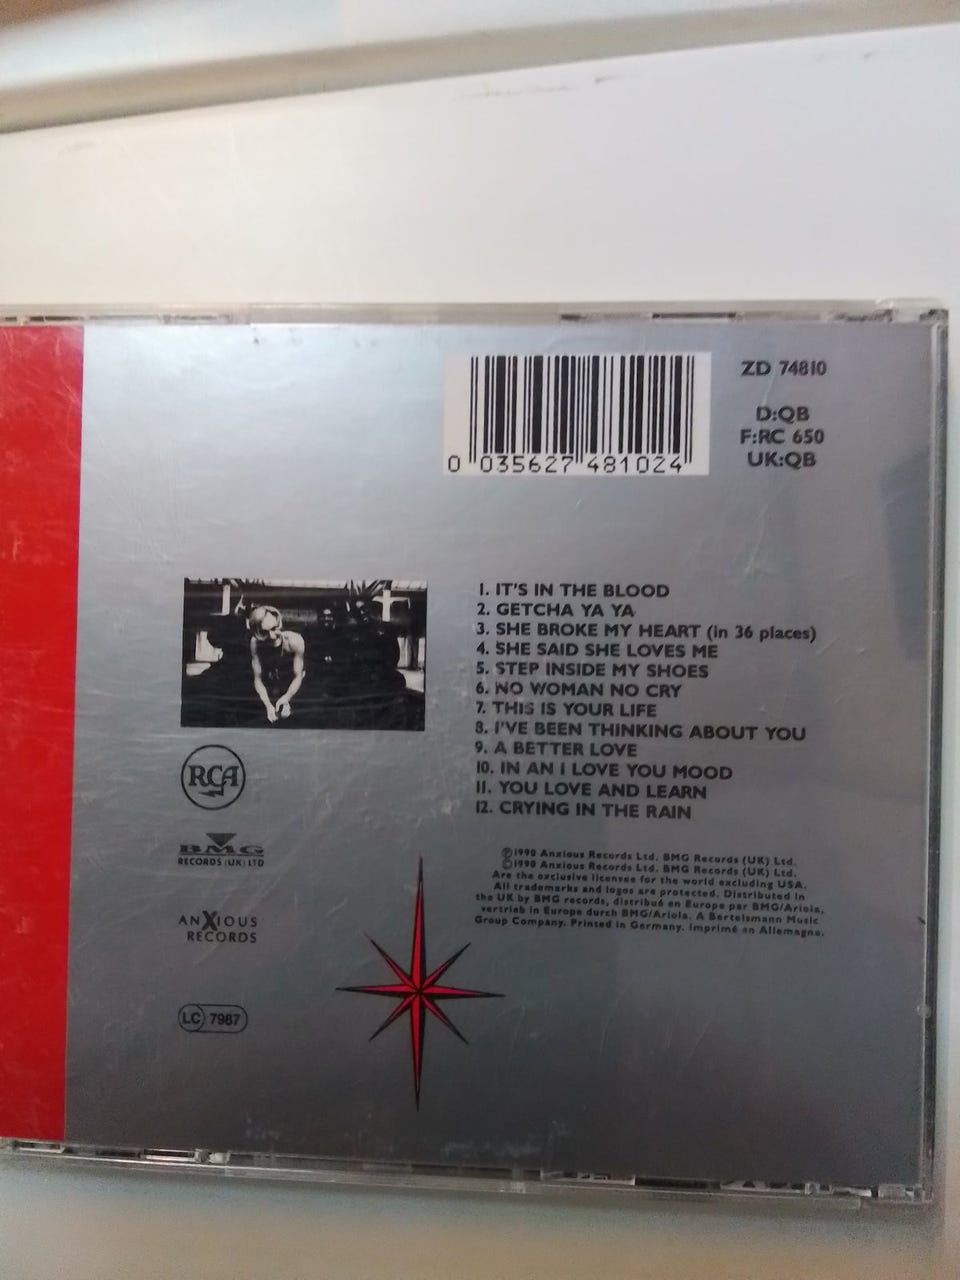 ZD 74810
D:QB
F:RC 650
UK:QB
0 035627 481024
1. IT'S IN THE BLOOD
2. GETCHA YA YA
3. SHE BROKE MY HEART (in 36 places)
4. SHE SAID SHE LOVES ME
5. STEP INSIDE MY SHOES
6. NO WOMAN NO CRY
7. THIS IS YOUR LIFE
8. I'VE BEEN THINKING ABOUT YOU
9. A BETTER LOVE
10. IN AN I LOVE YOU MOOD
11. YOU LOVE AND LEARN
12. CRYING IN THE RAIN
RCA
BMG
RECORDS (UK) LTD
ANXIOUS
RECORDS
LC 7987
℗1990 Anxious Records Ltd. BMG Records (UK) Ltd.
©1990 Anxious Records Ltd. BMG Records (UK) Ltd.
Are the exclusive licensee for the world excluding USA.
All trademarks and logos are protected. Distributed in
the UK by BMG records, distribué en Europe par BMG/Ariola,
vertrieb in Europe durch BMG/Ariola. A Bertelsmann Music
Group Company. Printed in Germany. Imprimé en Allemagne.